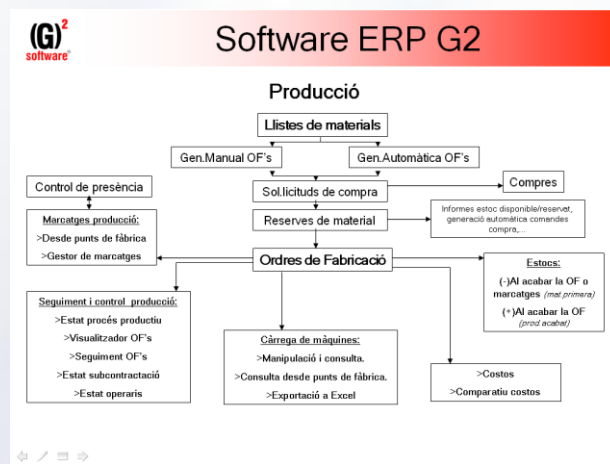 (G)2
software
Software ERP G2
Producció
Llistes de materials
Gen.Manual OF's
Gen.Automàtica OF's
Control de presència
Sol.licituds de compra
Compres
Marcatges producció:
>Desde punts de fàbrica
>Gestor de marcatges
Reserves de material
Informes estoc disponible/reservat,
generació automàtica comandes
compra,...
Ordres de Fabricació
Estocs:
(-)Al acabar la OF o
marcatges (mat.primera)
(+)Al acabar la OF
(prod.acabat)
Seguiment i control producció:
>Estat procés productiu
>Visualitzador OF's
>Seguiment OF's
>Estat subcontractació
>Estat operaris
Càrrega de màquines:
>Manipulació i consulta.
>Consulta desde punts de fàbrica.
>Exportació a Excel
>Costos
>Comparatiu costos